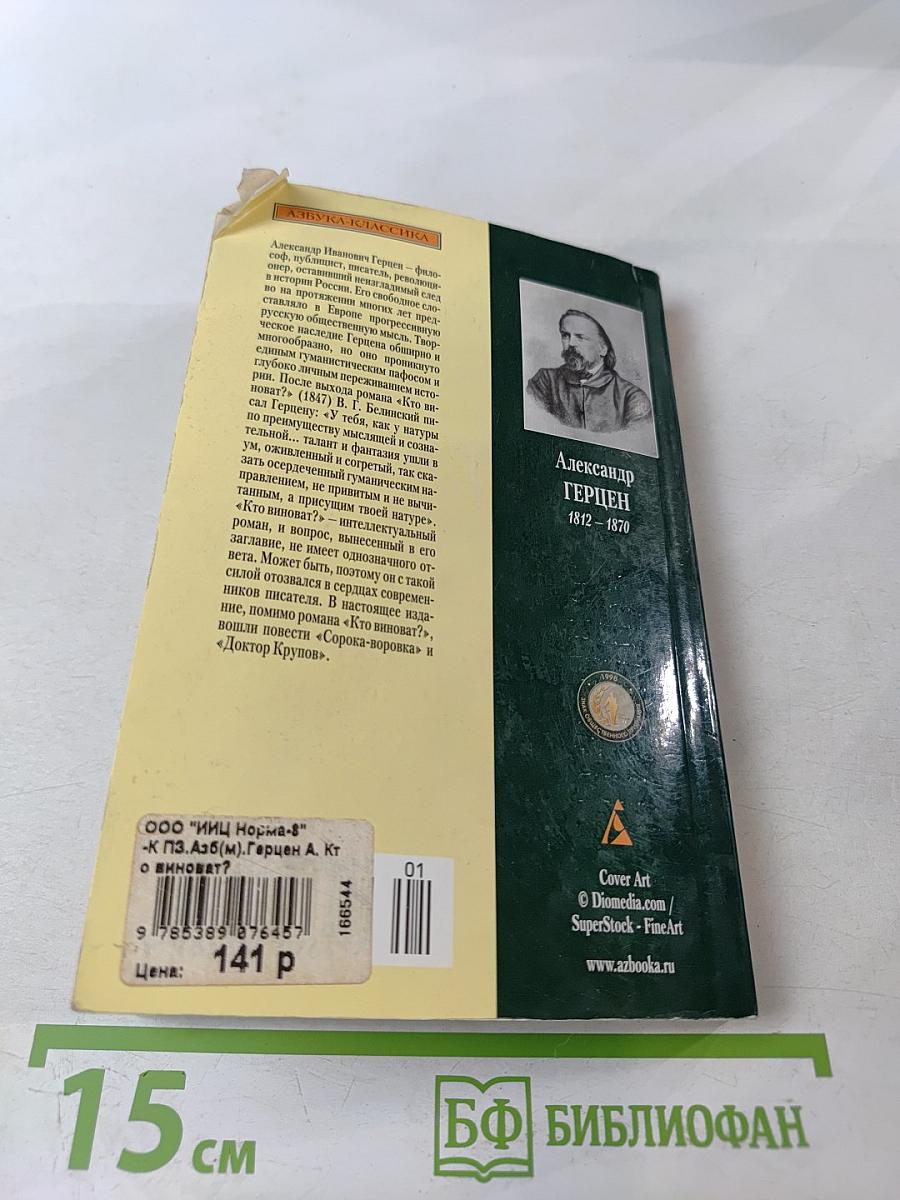 АЗБУКА-КЛАССИКА
Александр Иванович Герцен – фило-
соф, публицист, писатель, революци-
онер, оставивший неизгладимый след
в истории России. Его свободное сло-
во на протяжении многих лет пред-
ставляло в Европе прогрессивную
русскую общественную мысль. Твор-
ческое наследие Герцена обширно и
многообразно, но оно проникнуто
единым гуманистическим пафосом и
глубоко личным переживанием исто-
рии. После выхода романа «Кто ви-
новат?» (1847) В. Г. Белинский пи-
сал Герцену: «У тебя, как у натуры
по преимуществу мыслящей и созна-
тельной... талант и фантазия ушли в
ум, оживленный и согретый, так ска-
зать осердеченный гуманическим на-
правлением, не привитым и не вычи-
танным, а присущим твоей натуре».
«Кто виноват?» – интеллектуальный
роман, и вопрос, вынесенный в его
заглавие, не имеет однозначного от-
вета. Может быть, поэтому он с такой
силой отозвался в сердцах современ-
ников писателя. В настоящее изда-
ние, помимо романа «Кто виноват?»,
вошли повести «Сорока-воровка» и
«Доктор Крупов».
Александр
ГЕРЦЕН
1812 – 1870
1996
ЗНАК ОБЩЕСТВЕННОГО
Cover Art
© Diomedia.com /
SuperStock - FineArt
www.azbooka.ru
ООО "ИИЦ Норма-8"
-К ПЗ.Азб(м).Герцен А. Кт
о виноват?
166544
9 785389 076457
Цена: 141 р
01
15 см
БФ БИБЛИОФАН